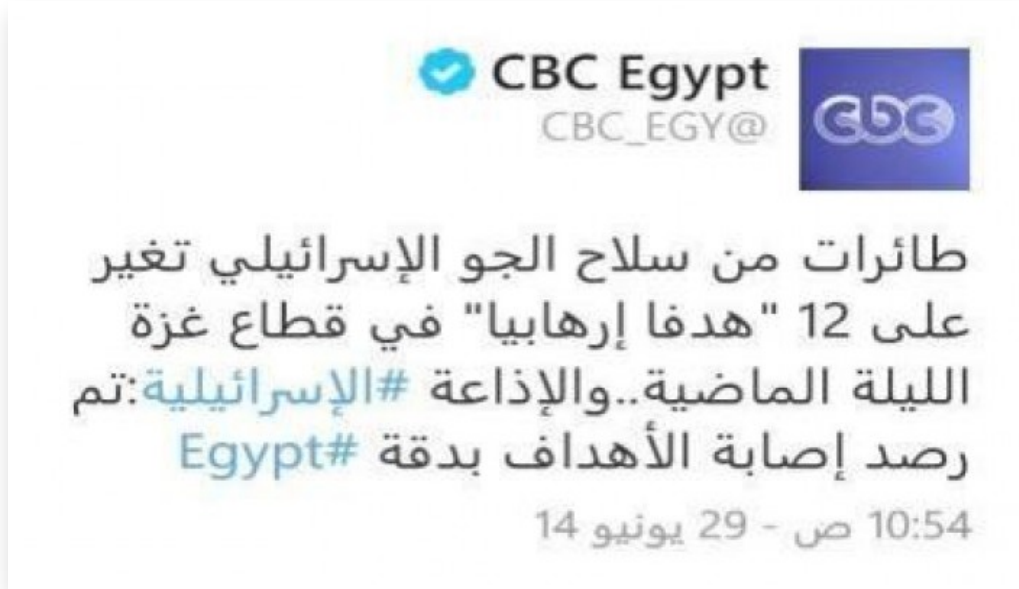 CBC Egypt
@CBC_EGY
cbc
طائرات من سلاح الجو الإسرائيلي تغير
على 12 "هدفا إرهابيا" في قطاع غزة
الليلة الماضية..والإذاعة #الإسرائيلية:تم
رصد إصابة الأهداف بدقة #Egypt
10:54 ص - 29 يونيو 14